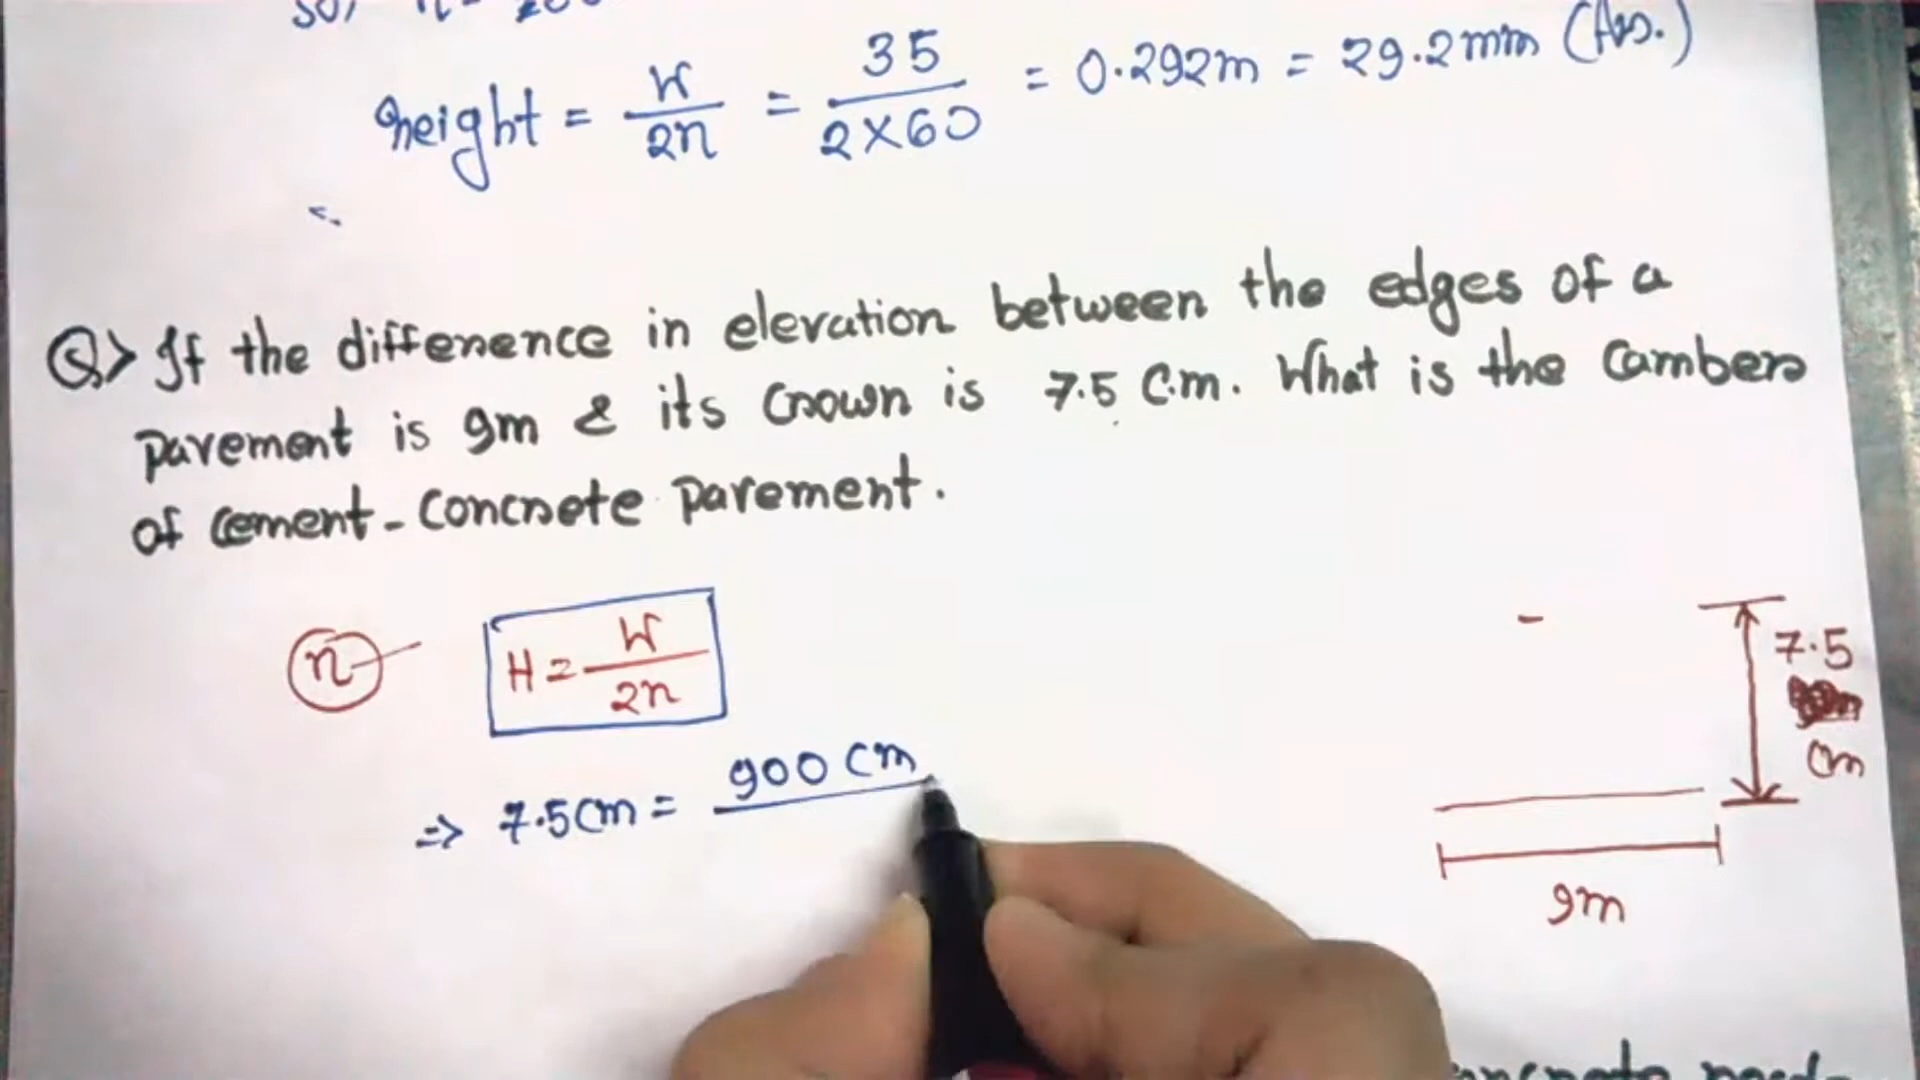 height = W/2n = 35/2×60 = 0.292m = 29.2mm (Ans.)
Q> If the difference in elevation between the edges of a
pavement is 9m & its crown is 7.5 C.m. What is the camber
of cement-concrete pavement.
n
H = W/2n
⇒ 7.5cm = 900 cm
7.5
cm
9m